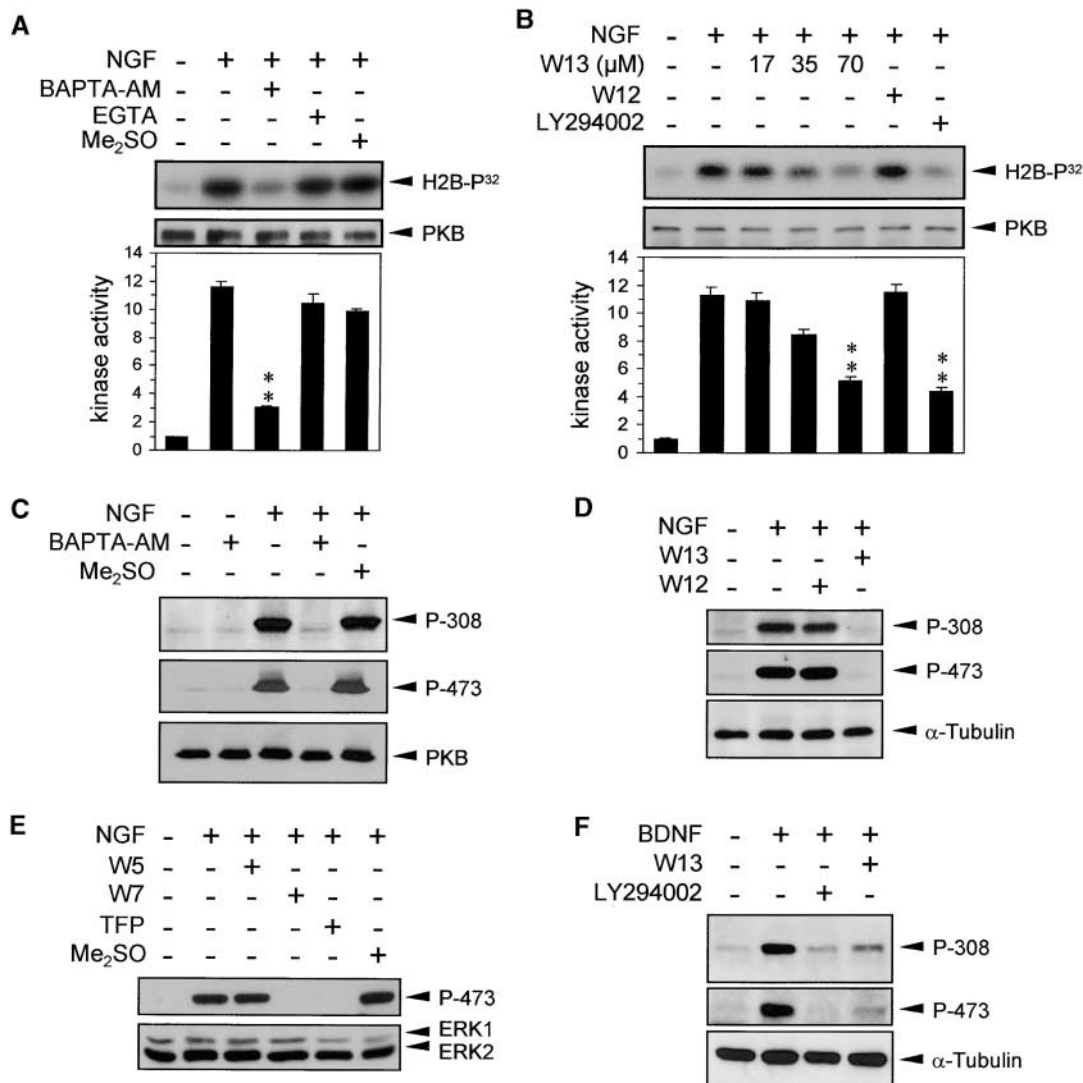 A
NGF - + + + +
BAPTA-AM - - + - -
EGTA - - - + -
Me₂SO - - - - +
H2B-P³²
PKB
kinase activity
14
12
10
8
6
4
2
0
**
B
NGF - + + + + + +
W13 (µM) - - 17 35 70 - -
W12 - - - - - + -
LY294002 - - - - - - +
H2B-P³²
PKB
kinase activity
14
12
10
8
6
4
2
0
**
**
C
NGF - - + + +
BAPTA-AM - + - + -
Me₂SO - - - - +
P-308
P-473
PKB
D
NGF - + + +
W13 - - - +
W12 - - + -
P-308
P-473
α-Tubulin
E
NGF - + + + + +
W5 - - + - - -
W7 - - - + - -
TFP - - - - + -
Me₂SO - - - - - +
P-473
ERK1
ERK2
F
BDNF - + + +
W13 - - - +
LY294002 - - + -
P-308
P-473
α-Tubulin